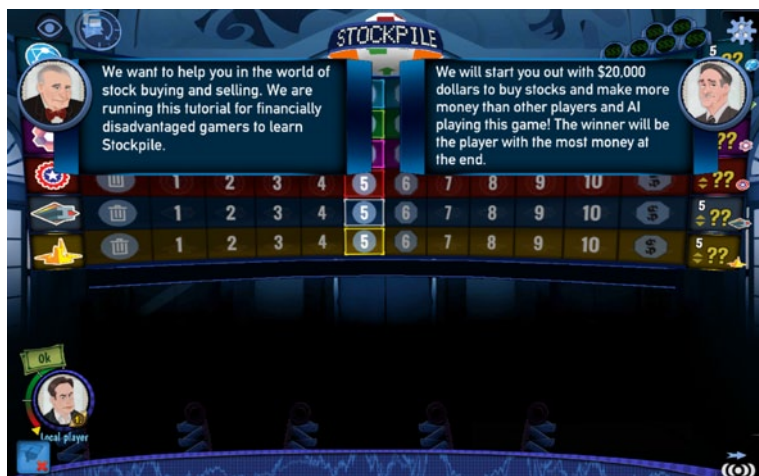 STOCKPILE
We want to help you in the world of
stock buying and selling. We are
running this tutorial for financially
disadvantaged gamers to learn
Stockpile.
We will start you out with $20,000
dollars to buy stocks and make more
money than other players and AI
playing this game! The winner will be
the player with the most money at
the end.
5
??
??
1 2 3 4 5 6 7 8 9 10 ??
1 2 3 4 5 6 7 8 9 10 5 ??
1 2 3 4 5 6 7 8 9 10 5 ??
0k
Local player